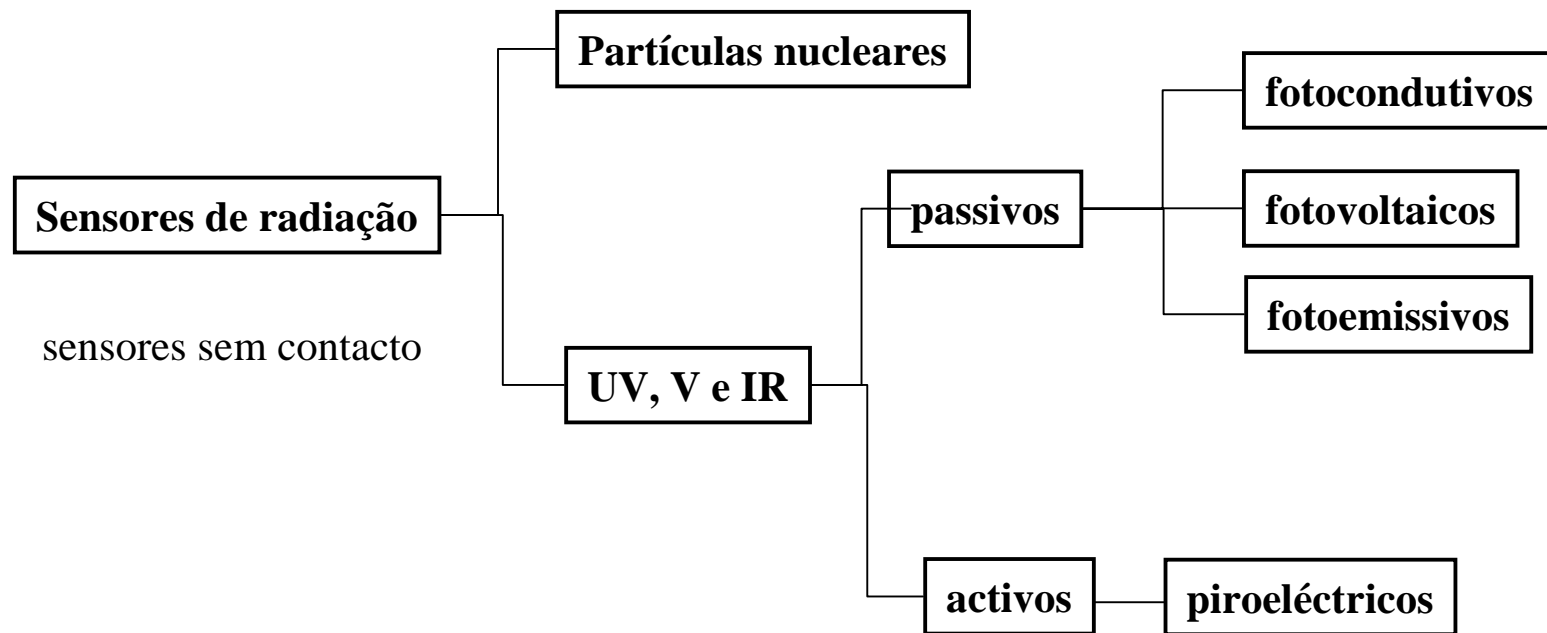 Partículas nucleares
fotocondutivos
Sensores de radiação
passivos
fotovoltaicos
fotoemissivos
sensores sem contacto
UV, V e IR
activos
piroeléctricos